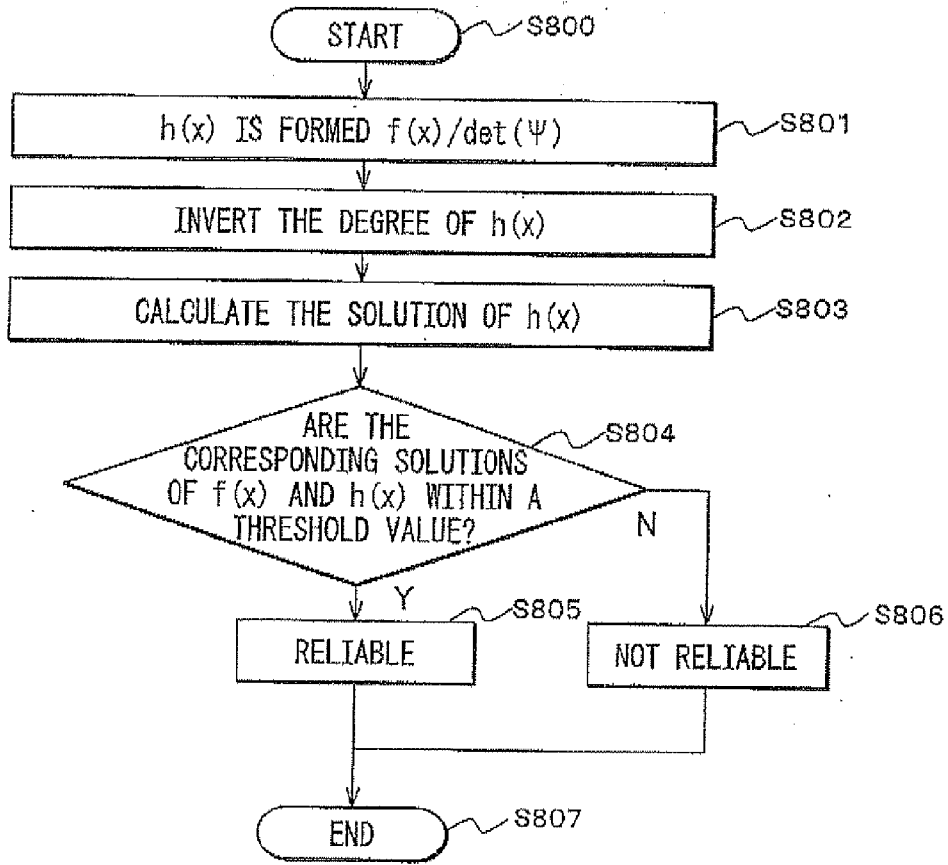 START
S800
h(x) IS FORMED f(x)/det(Ψ)
S801
INVERT THE DEGREE OF h(x)
S802
CALCULATE THE SOLUTION OF h(x)
S803
ARE THE
CORRESPONDING SOLUTIONS
OF f(x) AND h(x) WITHIN A
THRESHOLD VALUE?
S804
N
Y
S805
RELIABLE
S806
NOT RELIABLE
END
S807